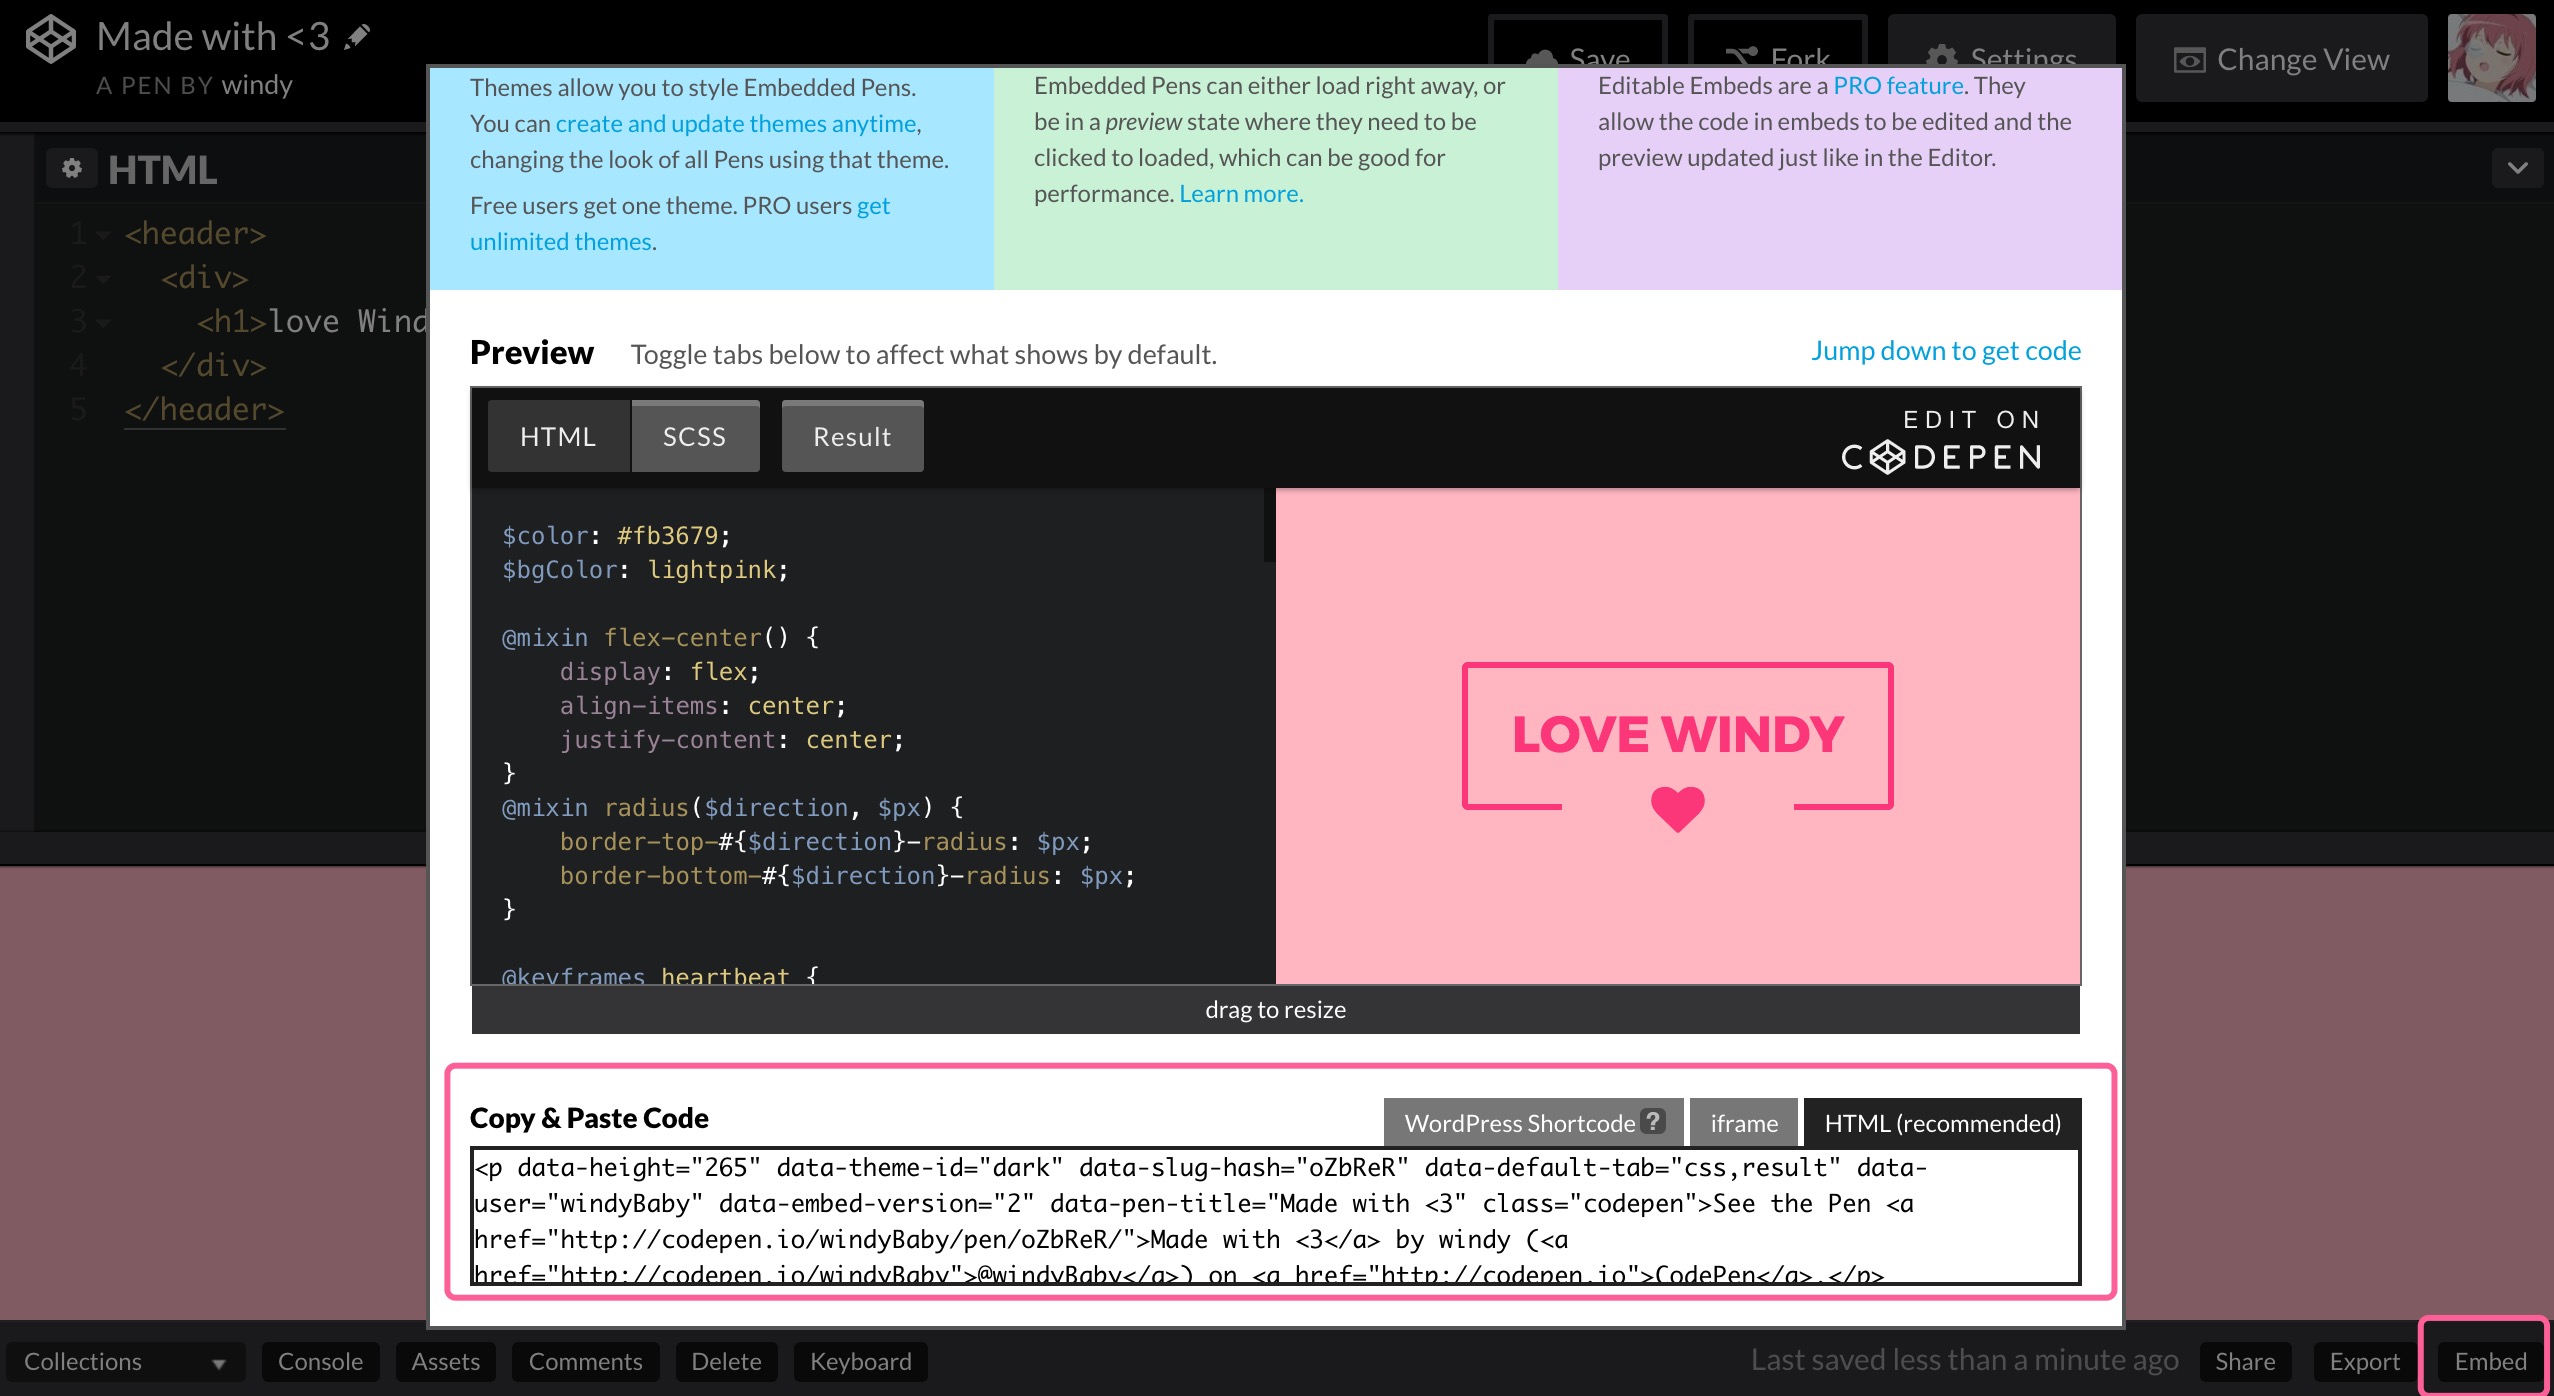 Made with <3
A PEN BY windy
Save
Fork
Settings
Change View
HTML
1 <header>
2 <div>
3 <h1>love Wind
4 </div>
5 </header>
Themes allow you to style Embedded Pens.
You can create and update themes anytime,
changing the look of all Pens using that theme.
Free users get one theme. PRO users get
unlimited themes.
Embedded Pens can either load right away, or
be in a preview state where they need to be
clicked to loaded, which can be good for
performance. Learn more.
Editable Embeds are a PRO feature. They
allow the code in embeds to be edited and the
preview updated just like in the Editor.
Preview Toggle tabs below to affect what shows by default.
Jump down to get code
HTML SCSS Result
EDIT ON
CODEPEN
$color: #fb3679;
$bgColor: lightpink;
@mixin flex-center() {
display: flex;
align-items: center;
justify-content: center;
}
@mixin radius($direction, $px) {
border-top-#{$direction}-radius: $px;
border-bottom-#{$direction}-radius: $px;
}
@keyframes heartbeat {
LOVE WINDY
drag to resize
Copy & Paste Code
WordPress Shortcode ? iframe HTML (recommended)
<p data-height="265" data-theme-id="dark" data-slug-hash="oZbReR" data-default-tab="css,result" data-
user="windyBaby" data-embed-version="2" data-pen-title="Made with <3" class="codepen">See the Pen <a
href="http://codepen.io/windyBaby/pen/oZbReR/">Made with <3</a> by windy (<a
href="http://codepen.io/windyBaby">@windyBaby</a>) on <a href="http://codepen.io">CodePen</a>.</p>
Collections Console Assets Comments Delete Keyboard
Last saved less than a minute ago Share Export Embed